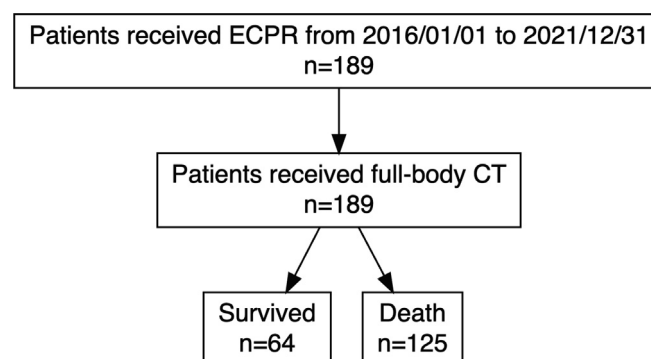 Patients received ECPR from 2016/01/01 to 2021/12/31
n=189
Patients received full-body CT
n=189
Survived
n=64
Death
n=125